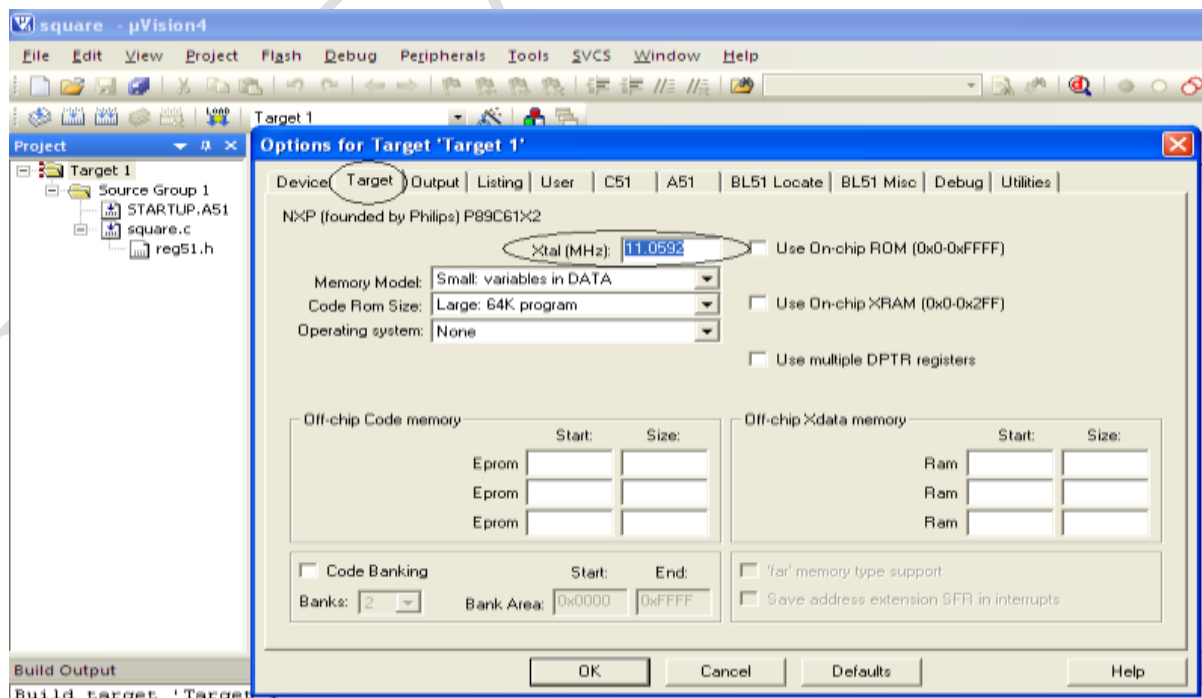 square - µVision4
File Edit View Project Flash Debug Peripherals Tools SVCS Window Help
LOAD Target 1
Project
Target 1
Source Group 1
STARTUP.A51
square.c
reg51.h
Options for Target 'Target 1'
Device Target Output Listing User C51 A51 BL51 Locate BL51 Misc Debug Utilities
NXP (founded by Philips) P89C61X2
Xtal (MHz): 11.0592 Use On-chip ROM (0x0-0xFFFF)
Memory Model: Small: variables in DATA
Code Rom Size: Large: 64K program Use On-chip XRAM (0x0-0x2FF)
Operating system: None
Use multiple DPTR registers
Off-chip Code memory
Start: Size:
Eprom
Eprom
Eprom
Off-chip Xdata memory
Start: Size:
Ram
Ram
Ram
Code Banking Start: End:
Banks: 2 Bank Area: 0x0000 0xFFFF
'far' memory type support
Save address extension SFR in interrupts
OK Cancel Defaults Help
Build Output
Build target 'Target